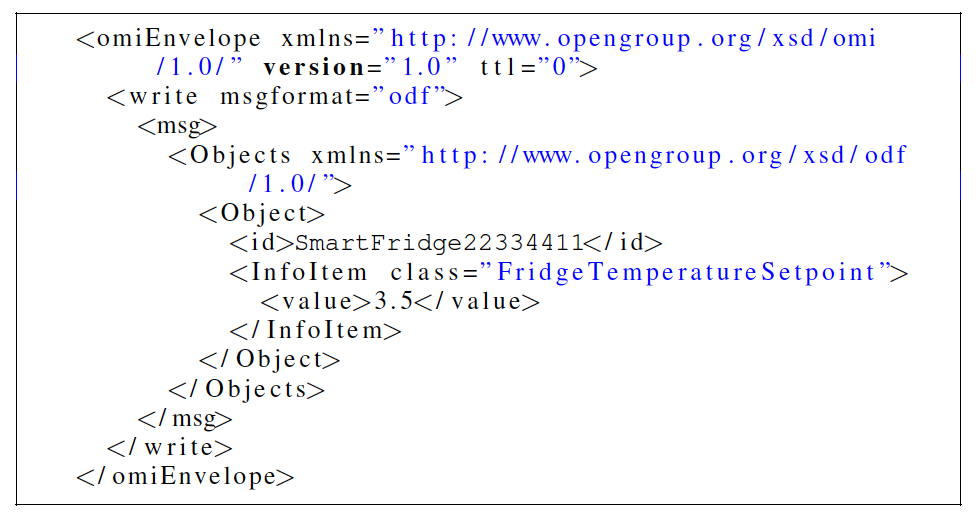 <omiEnvelope xmlns="http://www.opengroup.org/xsd/omi
/1.0/" version="1.0" ttl="0">
<write msgformat="odf">
<msg>
<Objects xmlns="http://www.opengroup.org/xsd/odf
/1.0/">
<Object>
<id>SmartFridge22334411</id>
<InfoItem class="FridgeTemperatureSetpoint">
<value>3.5</value>
</InfoItem>
</Object>
</Objects>
</msg>
</write>
</omiEnvelope>